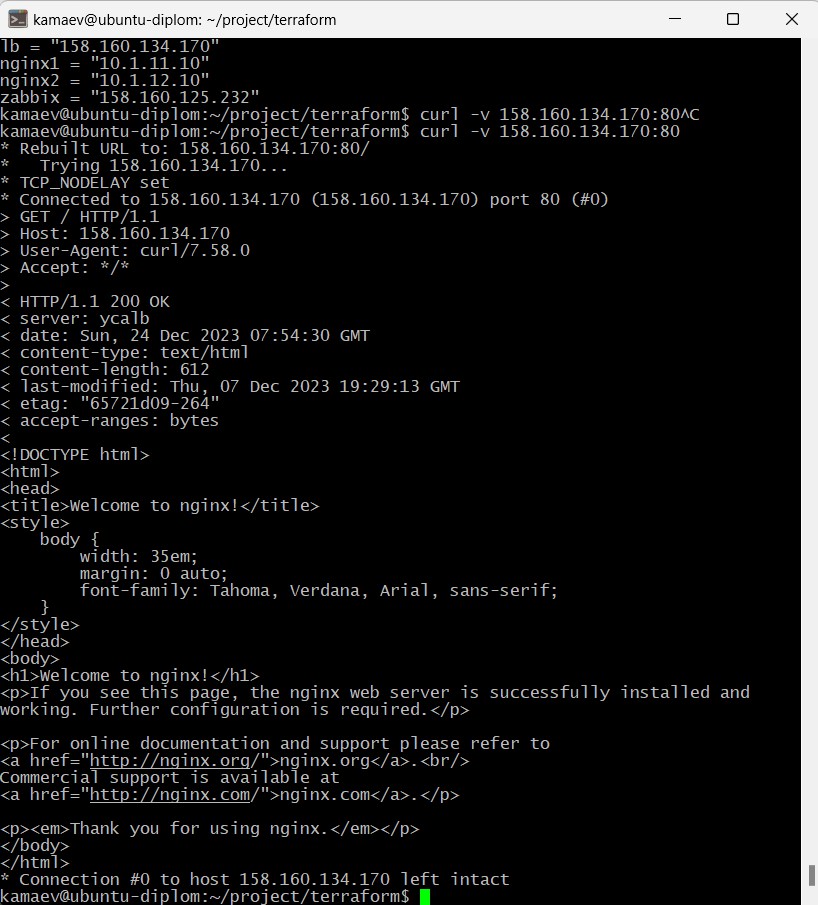 kamaev@ubuntu-diplom: ~/project/terraform
lb = "158.160.134.170"
nginx1 = "10.1.11.10"
nginx2 = "10.1.12.10"
zabbix = "158.160.125.232"
kamaev@ubuntu-diplom:~/project/terraform$ curl -v 158.160.134.170:80^C
kamaev@ubuntu-diplom:~/project/terraform$ curl -v 158.160.134.170:80
* Rebuilt URL to: 158.160.134.170:80/
*   Trying 158.160.134.170...
* TCP_NODELAY set
* Connected to 158.160.134.170 (158.160.134.170) port 80 (#0)
> GET / HTTP/1.1
> Host: 158.160.134.170
> User-Agent: curl/7.58.0
> Accept: */*
>
< HTTP/1.1 200 OK
< server: ycalb
< date: Sun, 24 Dec 2023 07:54:30 GMT
< content-type: text/html
< content-length: 612
< last-modified: Thu, 07 Dec 2023 19:29:13 GMT
< etag: "65721d09-264"
< accept-ranges: bytes
<
<!DOCTYPE html>
<html>
<head>
<title>Welcome to nginx!</title>
<style>
    body {
        width: 35em;
        margin: 0 auto;
        font-family: Tahoma, Verdana, Arial, sans-serif;
    }
</style>
</head>
<body>
<h1>Welcome to nginx!</h1>
<p>If you see this page, the nginx web server is successfully installed and
working. Further configuration is required.</p>

<p>For online documentation and support please refer to
<a href="http://nginx.org/">nginx.org</a>.<br/>
Commercial support is available at
<a href="http://nginx.com/">nginx.com</a>.</p>

<p><em>Thank you for using nginx.</em></p>
</body>
</html>
* Connection #0 to host 158.160.134.170 left intact
kamaev@ubuntu-diplom:~/project/terraform$